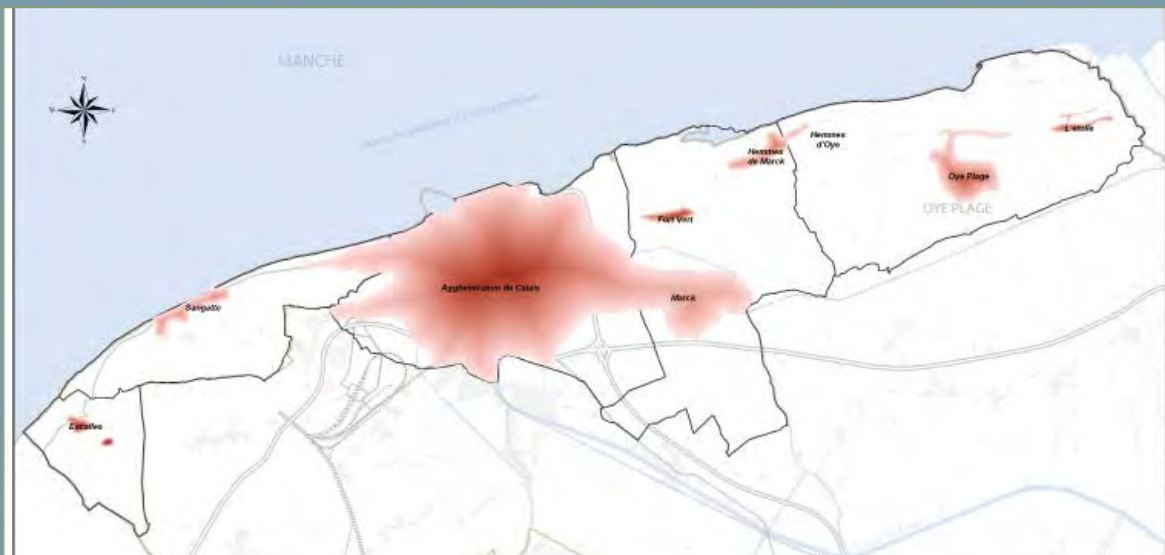 MANCHE
N
Hemmes
d'Oye
Hemmes
de Marck
L'étoile
Oye Plage
OYE PLAGE
Fort Vert
Agglomération de Calais
Marck
Sangatte
Escalles